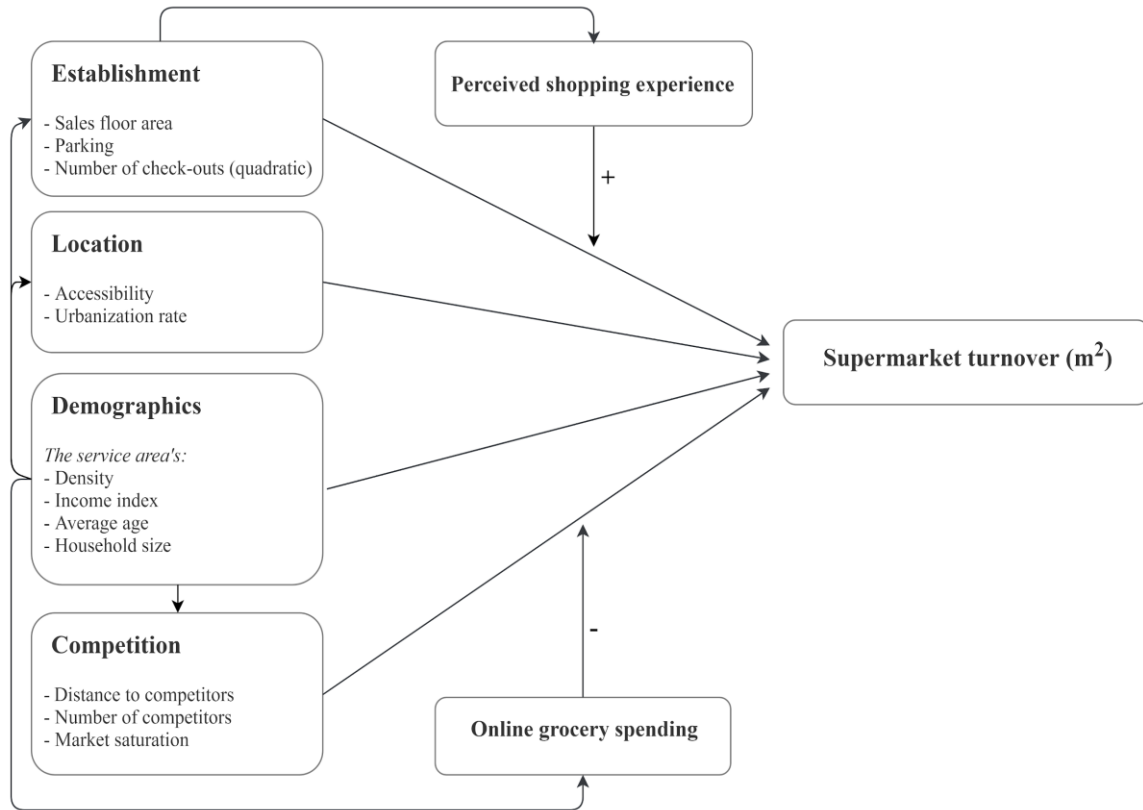 Establishment
- Sales floor area
- Parking
- Number of check-outs (quadratic)
Perceived shopping experience
+
Location
- Accessibility
- Urbanization rate
Supermarket turnover (m²)
Demographics
The service area's:
- Density
- Income index
- Average age
- Household size
-
Competition
- Distance to competitors
- Number of competitors
- Market saturation
Online grocery spending